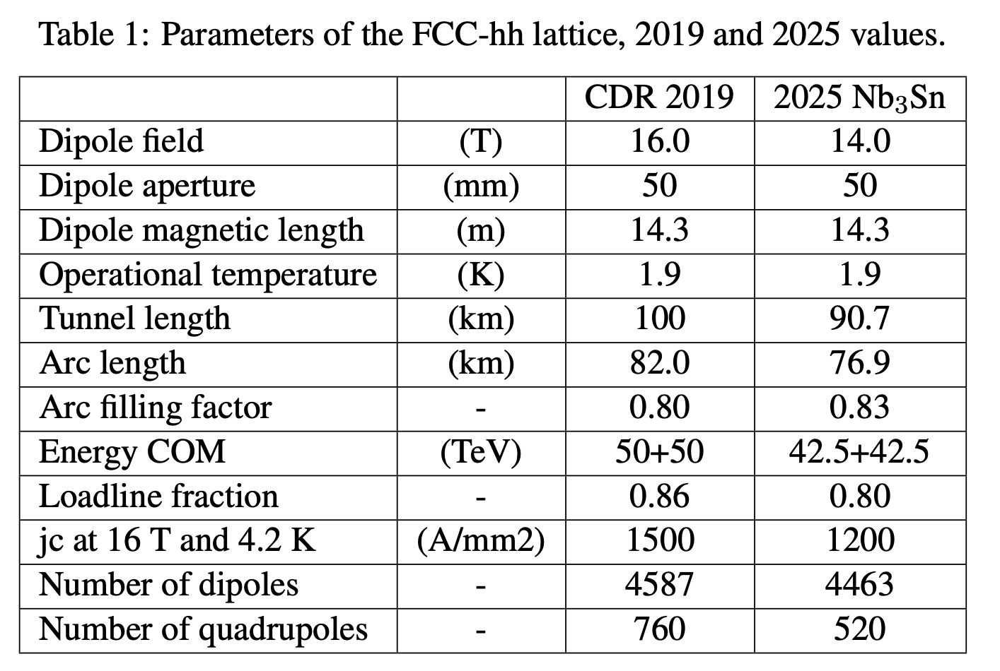 Table 1: Parameters of the FCC-hh lattice, 2019 and 2025 values.
CDR 2019 2025 Nb₃Sn
Dipole field (T) 16.0 14.0
Dipole aperture (mm) 50 50
Dipole magnetic length (m) 14.3 14.3
Operational temperature (K) 1.9 1.9
Tunnel length (km) 100 90.7
Arc length (km) 82.0 76.9
Arc filling factor - 0.80 0.83
Energy COM (TeV) 50+50 42.5+42.5
Loadline fraction - 0.86 0.80
jc at 16 T and 4.2 K (A/mm2) 1500 1200
Number of dipoles - 4587 4463
Number of quadrupoles - 760 520